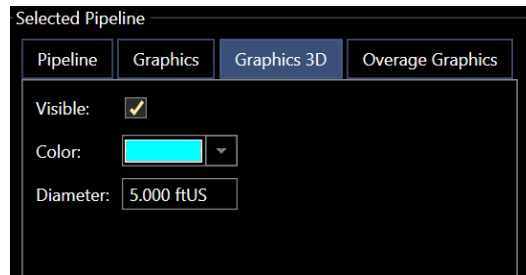 Selected Pipeline
Pipeline Graphics Graphics 3D Overage Graphics
Visible:
Color:
Diameter: 5.000 ftUS